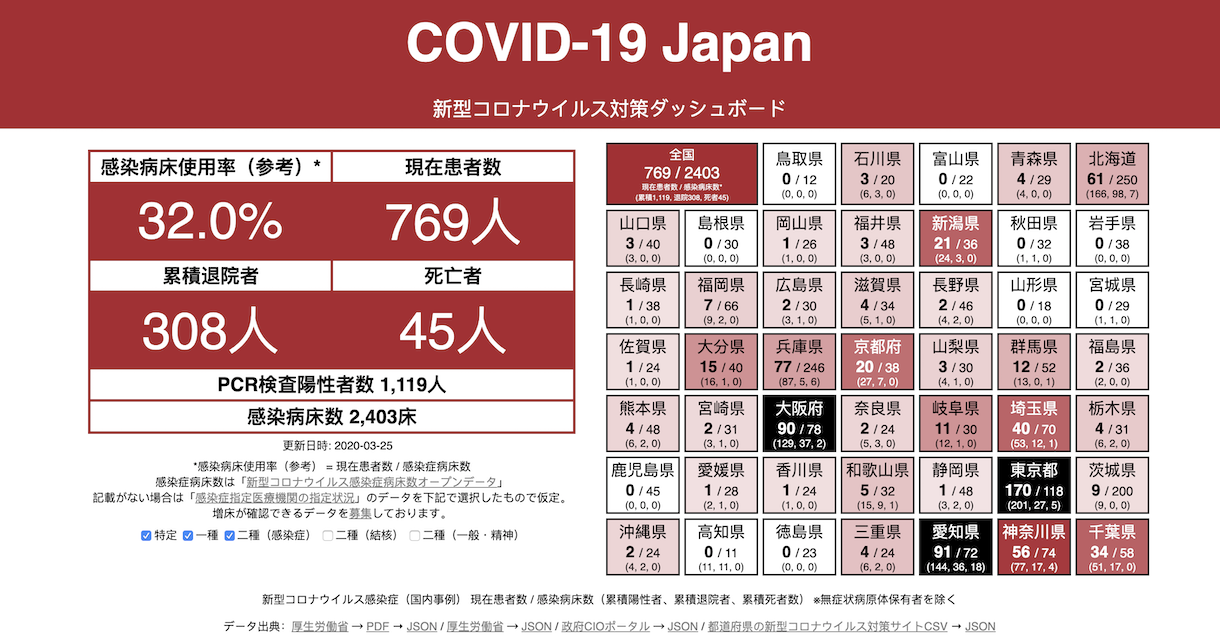 COVID-19 Japan
新型コロナウイルス対策ダッシュボード
感染病床使用率（参考）*
現在患者数
32.0%
769人
累積退院者
死亡者
308人
45人
PCR検査陽性者数 1,119人
感染病床数 2,403床
更新日時: 2020-03-25
*感染病床使用率（参考） = 現在患者数 / 感染症病床数
感染症病床数は「新型コロナウイルス感染症病床数オープンデータ」
記載がない場合は「感染症指定医療機関の指定状況」のデータを下記で選択したもので仮定。
増床が確認できるデータを募集しております。
特定 一種 二種（感染症） 二種（結核） 二種（一般・精神）
全国
769 / 2403
現在患者数 / 感染病床数*
(累積1,119, 退院308, 死者45)
鳥取県
0 / 12
(0, 0, 0)
石川県
3 / 20
(6, 3, 0)
富山県
0 / 22
(0, 0, 0)
青森県
4 / 29
(4, 0, 0)
北海道
61 / 250
(166, 98, 7)
山口県
3 / 40
(3, 0, 0)
島根県
0 / 30
(0, 0, 0)
岡山県
1 / 26
(1, 0, 0)
福井県
3 / 48
(3, 0, 0)
新潟県
21 / 36
(24, 3, 0)
秋田県
0 / 32
(1, 1, 0)
岩手県
0 / 38
(0, 0, 0)
長崎県
1 / 38
(1, 0, 0)
福岡県
7 / 66
(9, 2, 0)
広島県
2 / 30
(3, 1, 0)
滋賀県
4 / 34
(5, 1, 0)
長野県
2 / 46
(4, 2, 0)
山形県
0 / 18
(0, 0, 0)
宮城県
0 / 29
(1, 1, 0)
佐賀県
1 / 24
(1, 0, 0)
大分県
15 / 40
(16, 1, 0)
兵庫県
77 / 246
(87, 5, 6)
京都府
20 / 38
(27, 7, 0)
山梨県
3 / 30
(4, 1, 0)
群馬県
12 / 52
(13, 0, 1)
福島県
2 / 36
(2, 0, 0)
熊本県
4 / 48
(6, 2, 0)
宮崎県
2 / 31
(3, 1, 0)
大阪府
90 / 78
(129, 37, 2)
奈良県
2 / 24
(5, 3, 0)
岐阜県
11 / 30
(12, 1, 0)
埼玉県
40 / 70
(53, 12, 1)
栃木県
4 / 31
(6, 2, 0)
鹿児島県
0 / 45
(0, 0, 0)
愛媛県
1 / 28
(2, 1, 0)
香川県
1 / 24
(1, 0, 0)
和歌山県
5 / 32
(15, 9, 1)
静岡県
1 / 48
(3, 2, 0)
東京都
170 / 118
(201, 27, 5)
茨城県
9 / 200
(9, 0, 0)
沖縄県
2 / 24
(4, 2, 0)
高知県
0 / 11
(11, 11, 0)
徳島県
0 / 23
(0, 0, 0)
三重県
4 / 24
(6, 2, 0)
愛知県
91 / 72
(144, 36, 18)
神奈川県
56 / 74
(77, 17, 4)
千葉県
34 / 58
(51, 17, 0)
新型コロナウイルス感染症（国内事例） 現在患者数 / 感染病床数（累積陽性者、累積退院者、累積死者数） ※無症状病原体保有者を除く
データ出典: 厚生労働省 → PDF → JSON / 厚生労働省 → JSON / 政府CIOポータル → JSON / 都道府県の新型コロナウイルス対策サイトCSV → JSON